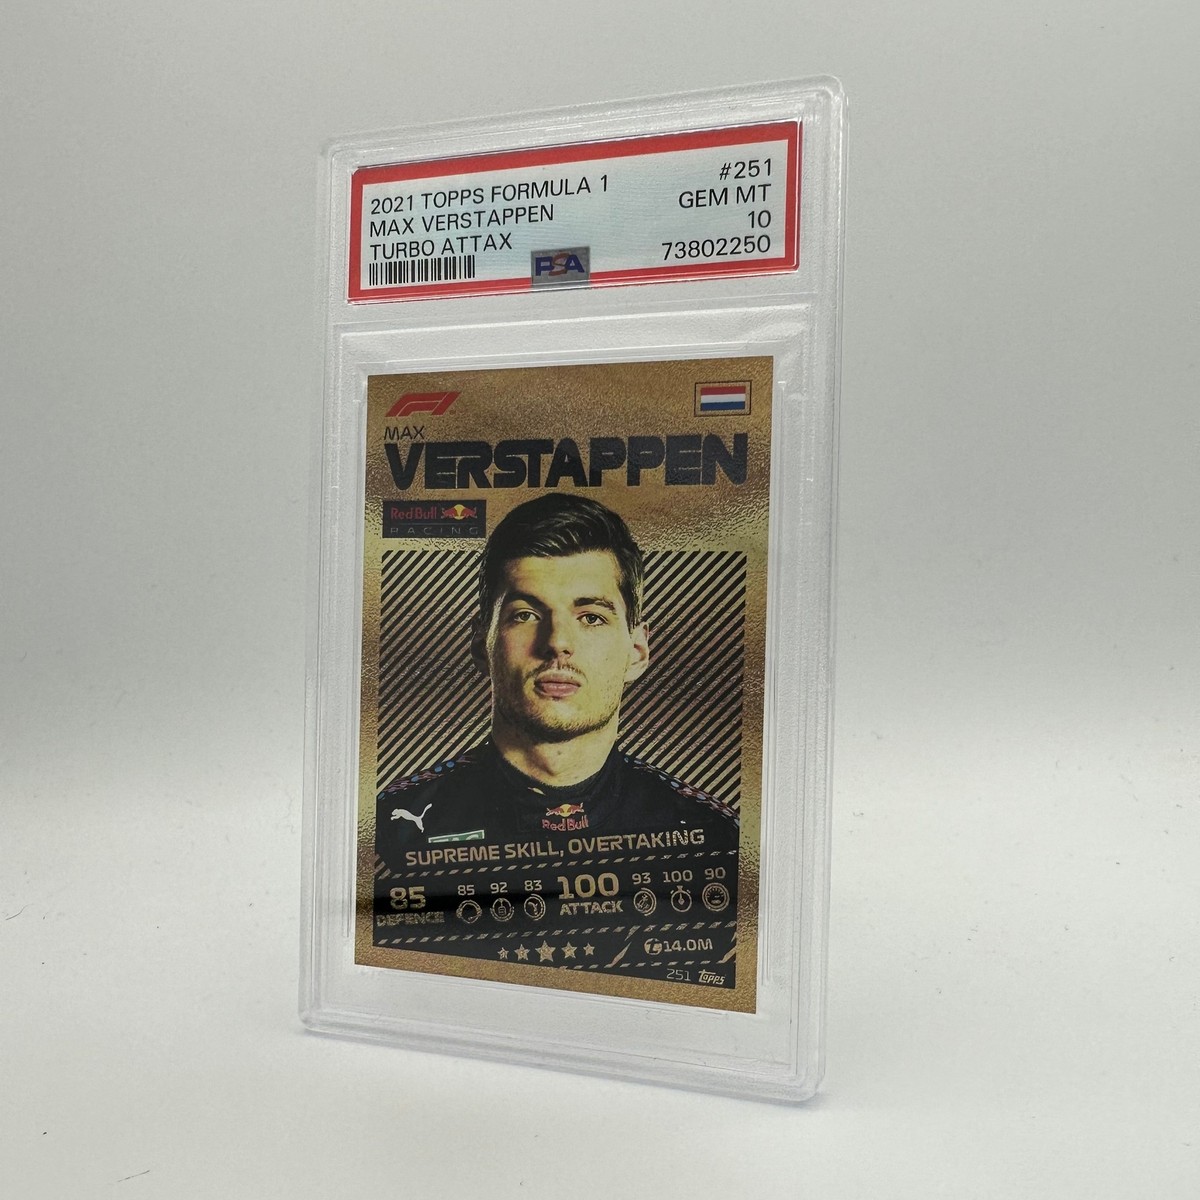 2021 TOPPS FORMULA 1
MAX VERSTAPPEN
TURBO ATTAX
#251
GEM MT
10
73802250
PSA
F1
MAX
VERSTAPPEN
Red Bull
RACING
Red Bull
SUPREME SKILL, OVERTAKING
85
DEFENCE
85 92 83
100
ATTACK
93 100 90
14.0M
251 Topps